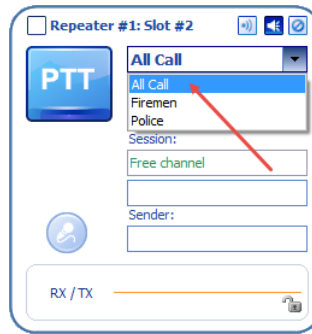 Repeater #1: Slot #2
PTT
All Call
All Call
Firemen
Police
Session:
Free channel
Sender:
RX / TX